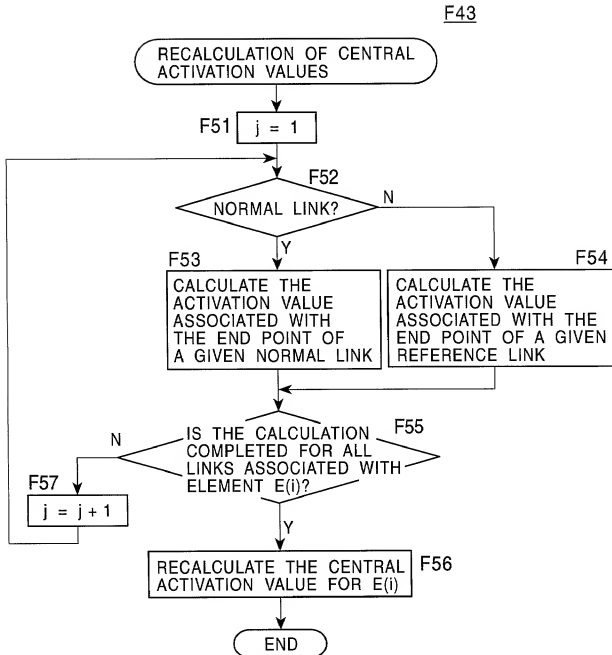 F43
RECALCULATION OF CENTRAL
ACTIVATION VALUES
F51
j = 1
F52
NORMAL LINK?
N
Y
F53
CALCULATE THE
ACTIVATION VALUE
ASSOCIATED WITH
THE END POINT OF
A GIVEN NORMAL LINK
F54
CALCULATE THE
ACTIVATION VALUE
ASSOCIATED WITH THE
END POINT OF A GIVEN
REFERENCE LINK
F55
IS THE CALCULATION
COMPLETED FOR ALL
LINKS ASSOCIATED WITH
ELEMENT E(i)?
N
F57
j = j + 1
Y
RECALCULATE THE CENTRAL
ACTIVATION VALUE FOR E(i)
F56
END